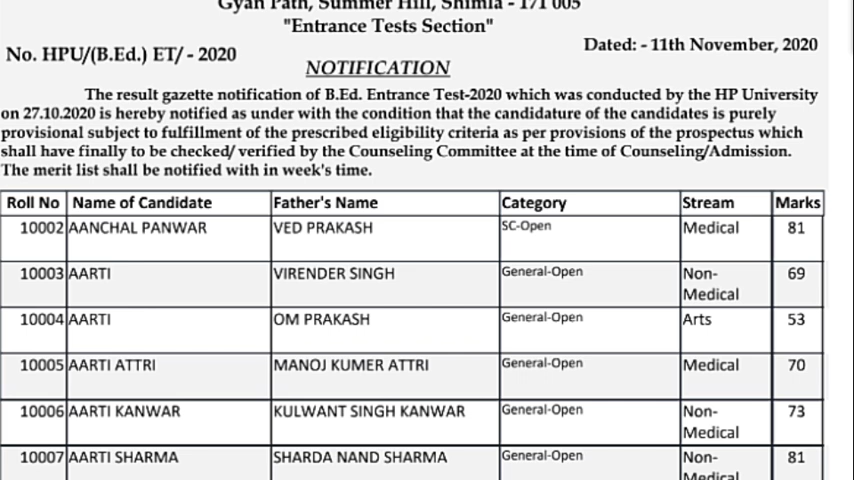 Gyan Path, Summer Hill, Shimla - 171 005
"Entrance Tests Section"
No. HPU/(B.Ed.) ET/ - 2020
Dated: - 11th November, 2020
NOTIFICATION
The result gazette notification of B.Ed. Entrance Test-2020 which was conducted by the HP University
on 27.10.2020 is hereby notified as under with the condition that the candidature of the candidates is purely
provisional subject to fulfillment of the prescribed eligibility criteria as per provisions of the prospectus which
shall have finally to be checked/ verified by the Counseling Committee at the time of Counseling/Admission.
The merit list shall be notified with in week's time.
Roll No Name of Candidate Father's Name Category Stream Marks
10002 AANCHAL PANWAR VED PRAKASH SC-Open Medical 81
10003 AARTI VIRENDER SINGH General-Open Non-Medical 69
10004 AARTI OM PRAKASH General-Open Arts 53
10005 AARTI ATTRI MANOJ KUMER ATTRI General-Open Medical 70
10006 AARTI KANWAR KULWANT SINGH KANWAR General-Open Non-Medical 73
10007 AARTI SHARMA SHARDA NAND SHARMA General-Open Non-Medical 81